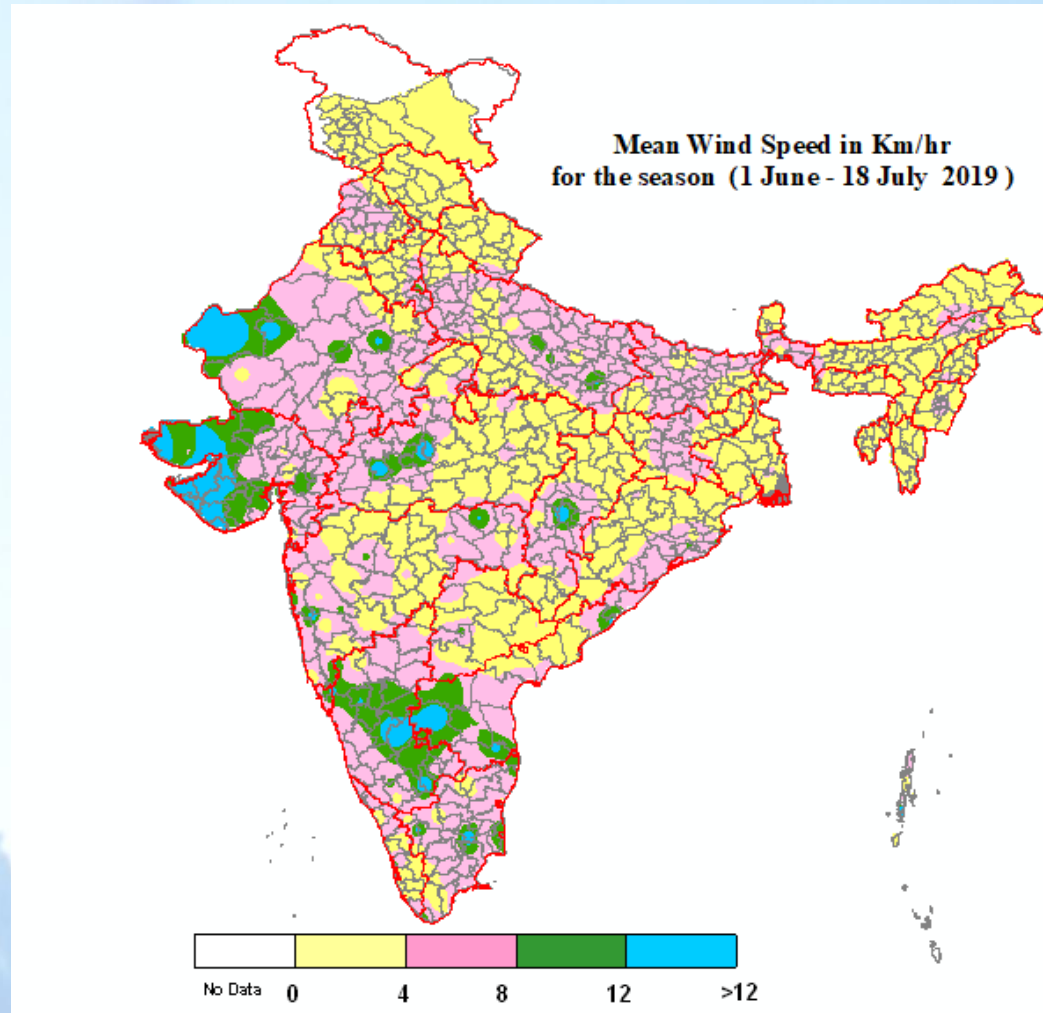 Mean Wind Speed in Km/hr
for the season (1 June - 18 July 2019 )
No Data 0 4 8 12 >12